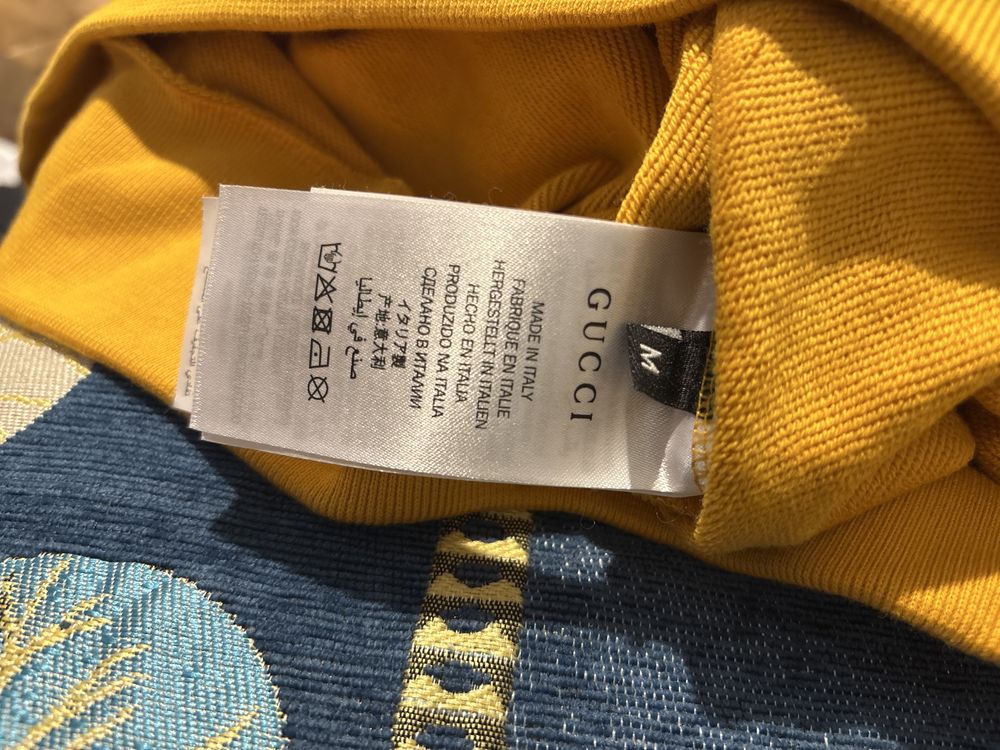 GUCCI
M
MADE IN ITALY
FABRIQUE EN ITALIE
HERGESTELLT IN ITALIEN
HECHO EN ITALIA
PRODUZIDO NA ITALIA
СДЕЛАНО В ИТАЛИИ
イタリア製
产地意大利
صنع في إيطاليا